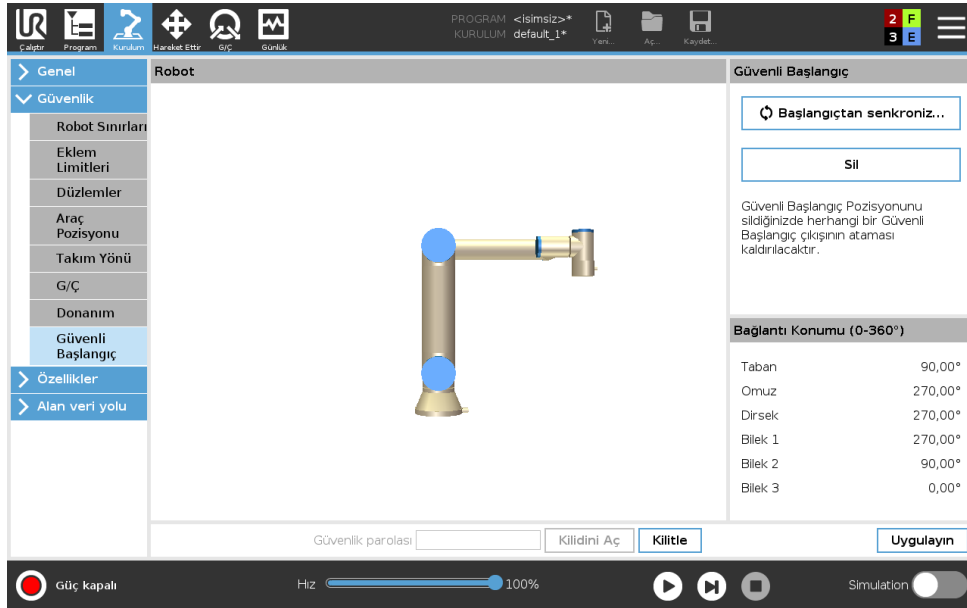 UR
PROGRAM <isimsiz>*
KURULUM default_1*
Çalıştır Program Kurulum Hareket Ettir G/Ç Günlük Yeni... Aç... Kaydet...
2 F
3 E
Genel
Güvenlik
Robot Sınırları
Eklem
Limitleri
Düzlemler
Araç
Pozisyonu
Takım Yönü
G/Ç
Donanım
Güvenli
Başlangıç
Özellikler
Alan veri yolu
Robot
Güvenli Başlangıç
Başlangıçtan senkroniz...
Sil
Güvenli Başlangıç Pozisyonunu
sildiğinizde herhangi bir Güvenli
Başlangıç çıkışının ataması
kaldırılacaktır.
Bağlantı Konumu (0-360°)
Taban 90,00°
Omuz 270,00°
Dirsek 270,00°
Bilek 1 270,00°
Bilek 2 90,00°
Bilek 3 0,00°
Güvenlik parolası Kilidini Aç Kilitle Uygulayın
Güç kapalı Hız 100% Simulation